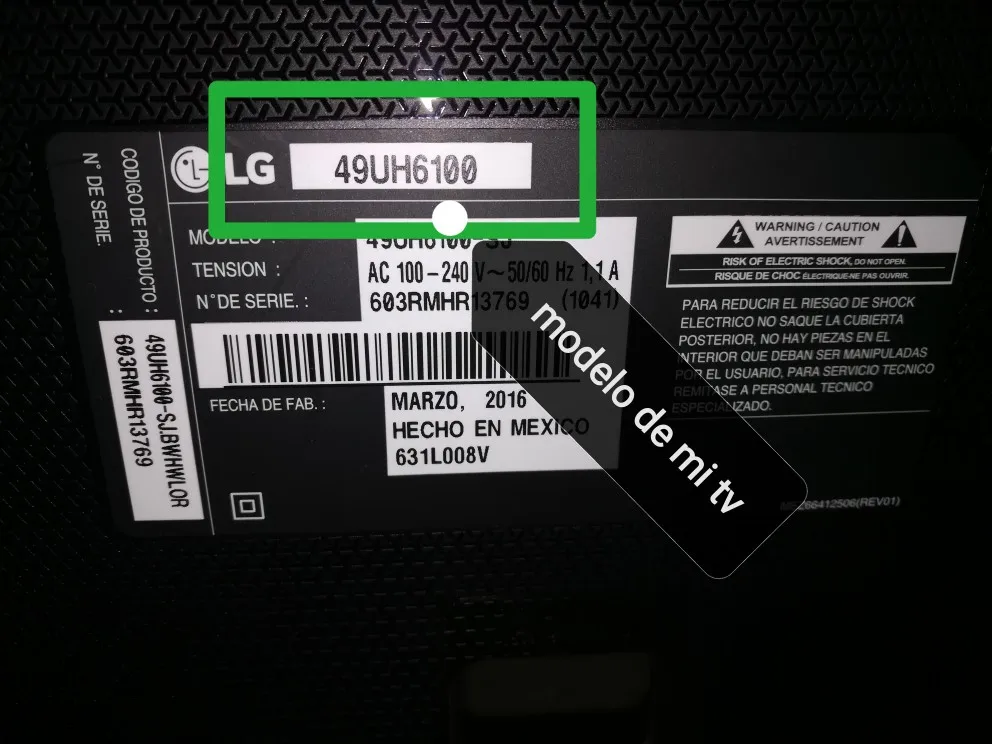 LG 49UH6100
MODELO : 49UH6100-SJ
TENSION : AC 100-240 V~50/60 Hz 1,1 A
N° DE SERIE. : 603RMHR13769 (1041)
FECHA DE FAB. : MARZO, 2016
HECHO EN MEXICO
631L008V
CODIGO DE PRODUCTO : 49UH6100-SJ.BWHWLOR
N° DE SERIE. : 603RMHR13769
WARNING / CAUTION
AVERTISSEMENT
RISK OF ELECTRIC SHOCK, DO NOT OPEN.
RISQUE DE CHOC ÉLECTRIQUE-NE PAS OUVRIR.
PARA REDUCIR EL RIESGO DE SHOCK
ELECTRICO NO SAQUE LA CUBIERTA
POSTERIOR, NO HAY PIEZAS EN EL
INTERIOR QUE DEBAN SER MANIPULADAS
POR EL USUARIO, PARA SERVICIO TECNICO
REMITASE A PERSONAL TECNICO
ESPECIALIZADO.
modelo de mi tv